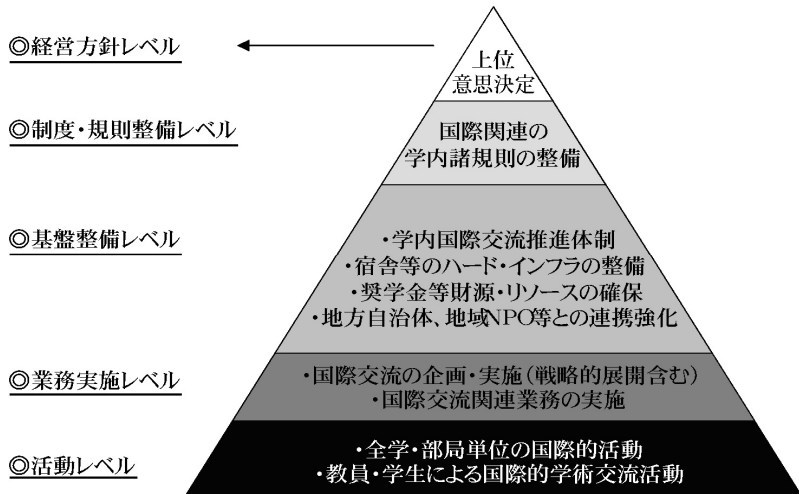 ◎経営方針レベル
上位
意思決定
◎制度・規則整備レベル
国際関連の
学内諸規則の整備
◎基盤整備レベル
・学内国際交流推進体制
・宿舎等のハード・インフラの整備
・奨学金等財源・リソースの確保
・地方自治体、地域NPO等との連携強化
◎業務実施レベル
・国際交流の企画・実施（戦略的展開含む）
・国際交流関連業務の実施
◎活動レベル
・全学・部局単位の国際的活動
・教員・学生による国際的学術交流活動